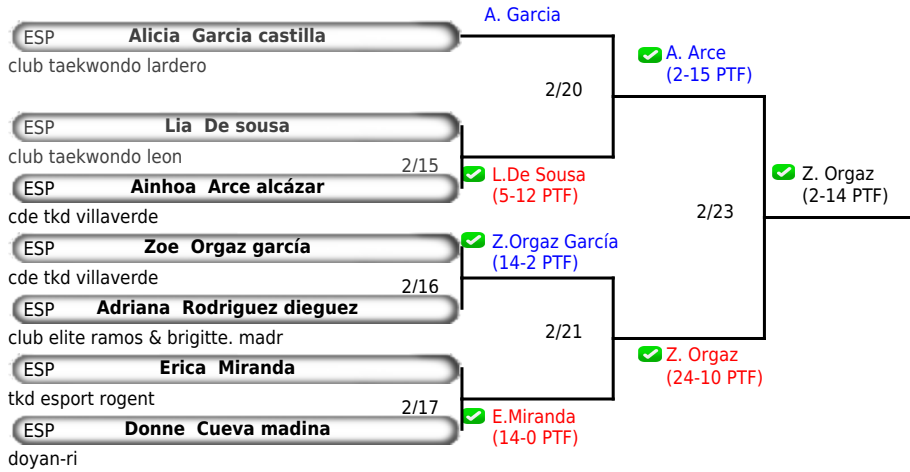 A. Garcia
ESP Alicia Garcia castilla
club taekwondo lardero
A. Arce
(2-15 PTF)
2/20
ESP Lia De sousa
club taekwondo leon
2/15
L.De Sousa
(5-12 PTF)
ESP Ainhoa Arce alcázar
cde tkd villaverde
Z. Orgaz
(2-14 PTF)
2/23
ESP Zoe Orgaz garcía
cde tkd villaverde
Z.Orgaz García
(14-2 PTF)
2/16
ESP Adriana Rodriguez dieguez
club elite ramos & brigitte. madr
2/21
Z. Orgaz
(24-10 PTF)
ESP Erica Miranda
tkd esport rogent
2/17
E.Miranda
(14-0 PTF)
ESP Donne Cueva madina
doyan-ri